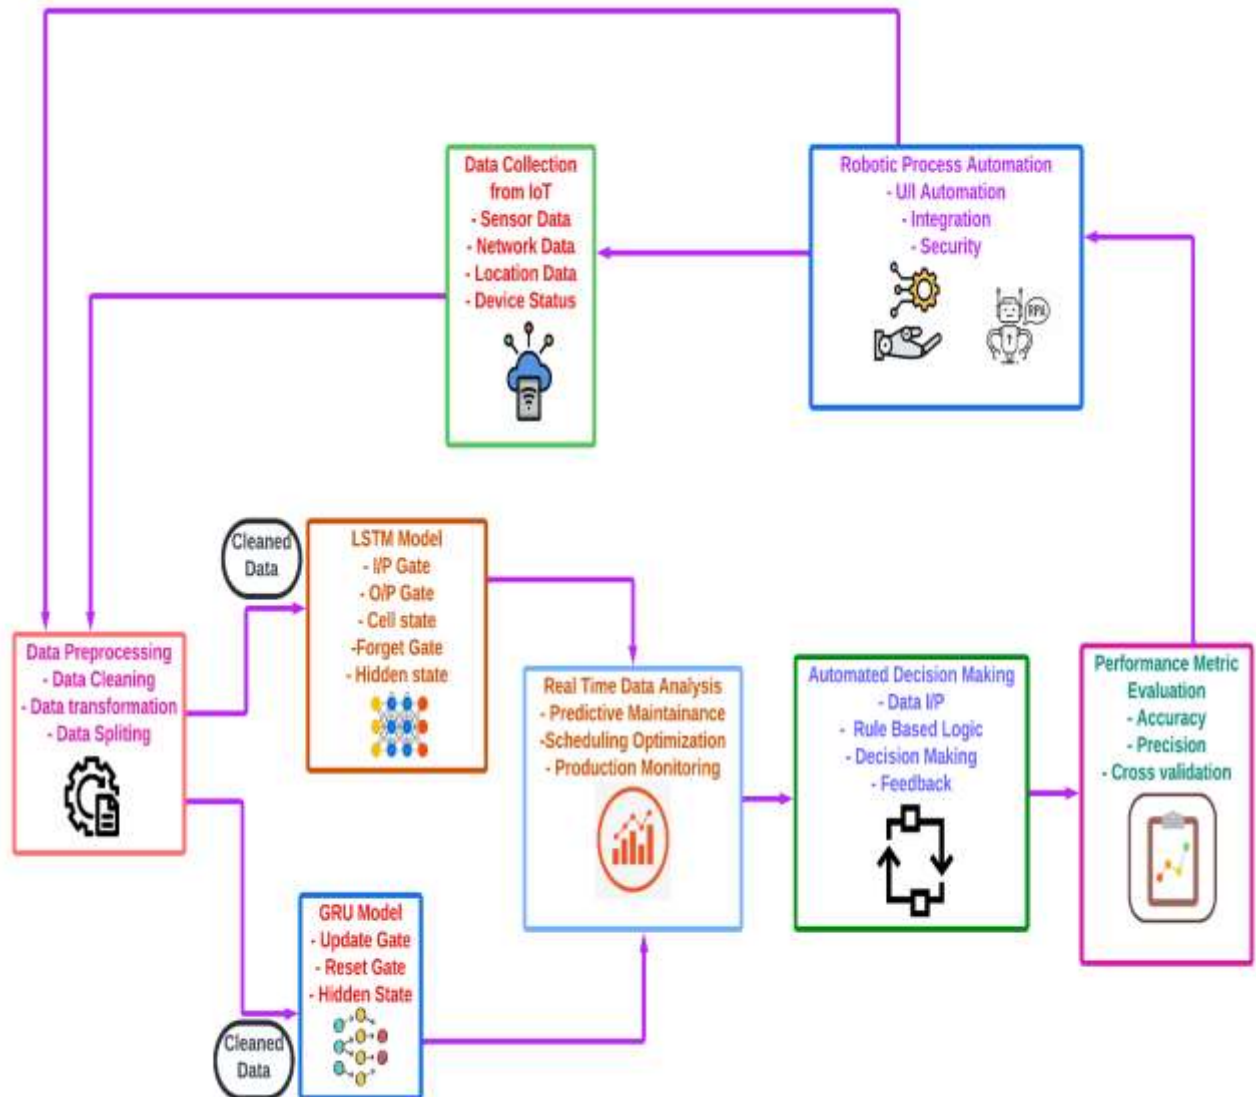 Data Collection
from IoT
- Sensor Data
- Network Data
- Location Data
- Device Status
Robotic Process Automation
- U/I Automation
- Integration
- Security
RPA
Cleaned
Data
LSTM Model
- I/P Gate
- O/P Gate
- Cell state
-Forget Gate
- Hidden state
Data Preprocessing
- Data Cleaning
- Data transformation
- Data Spliting
Real Time Data Analysis
- Predictive Maintainance
-Scheduling Optimization
- Production Monitoring
Automated Decision Making
- Data I/P
- Rule Based Logic
- Decision Making
- Feedback
Performance Metric
Evaluation
- Accuracy
- Precision
- Cross validation
GRU Model
- Update Gate
- Reset Gate
- Hidden State
Cleaned
Data